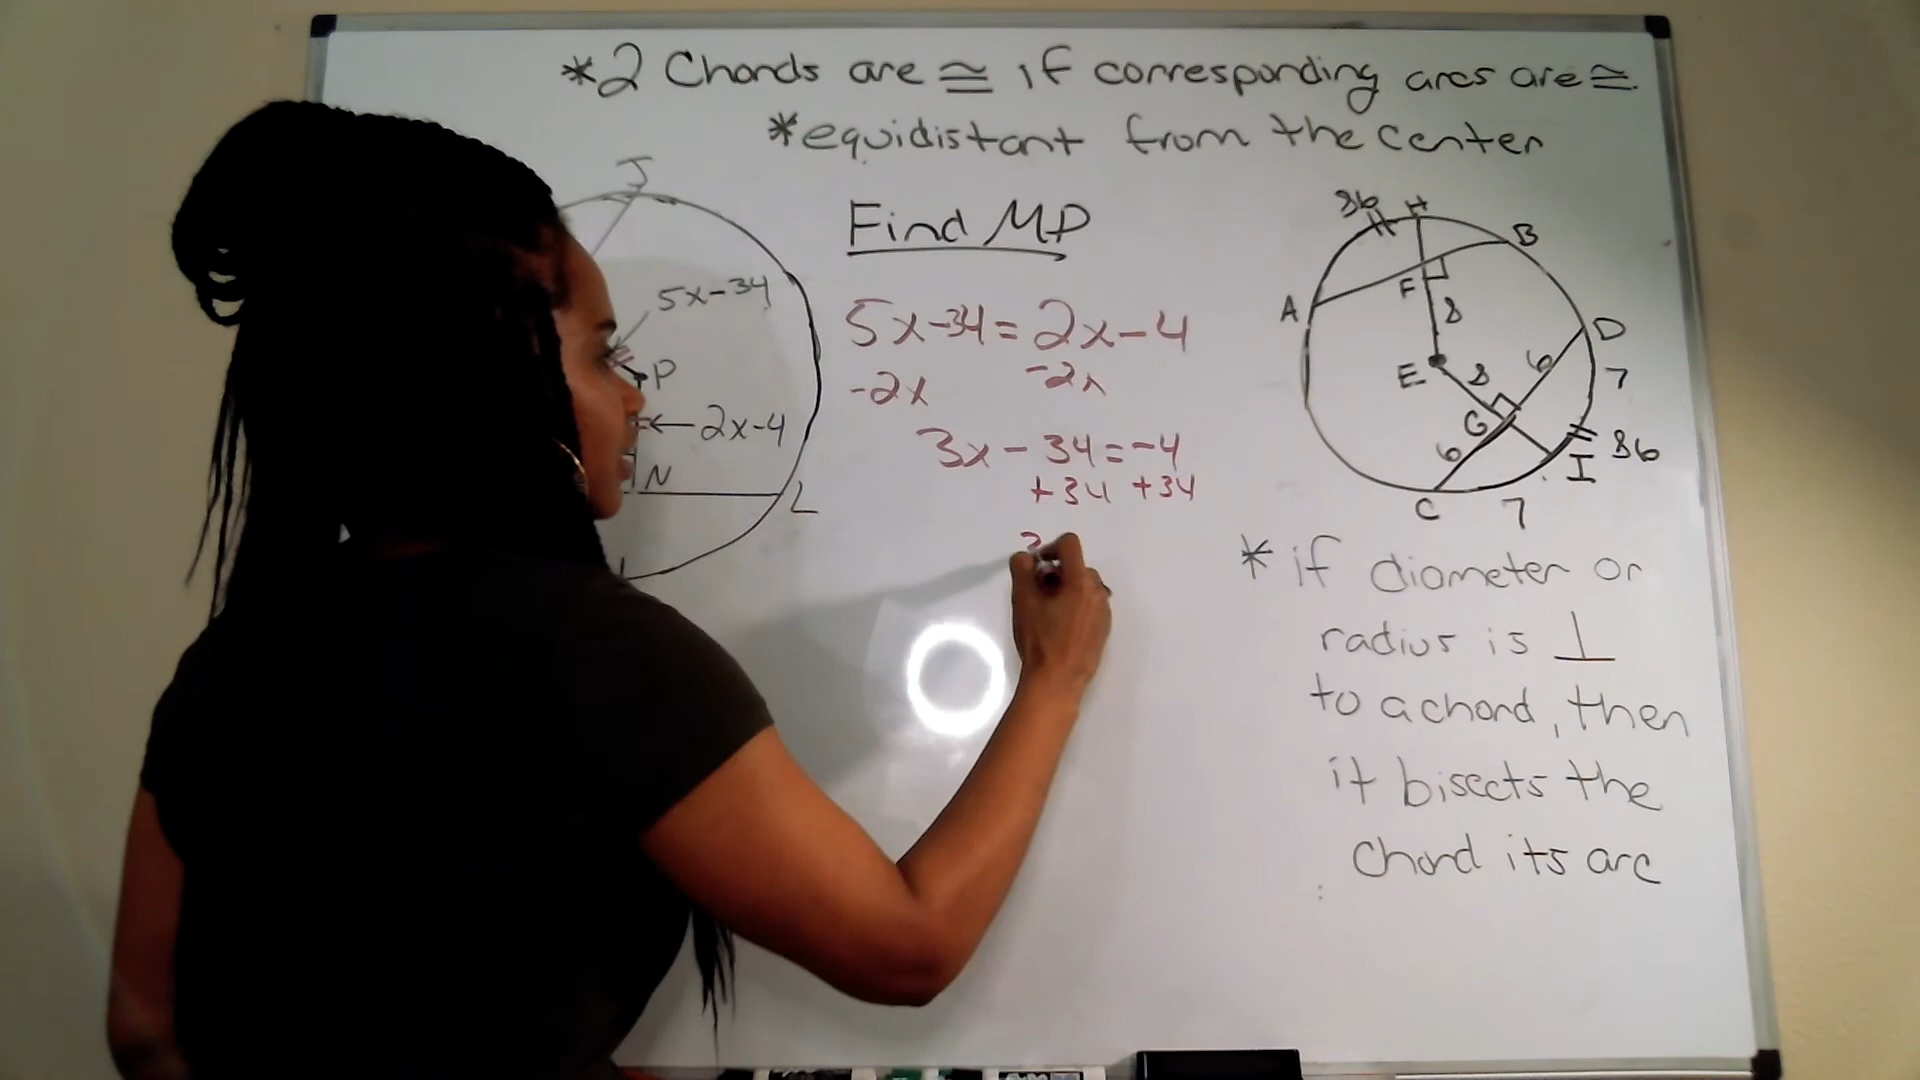 *2 Chords are ≅ if corresponding arcs are ≅.
*equidistant from the center
J
5x-34
P
2x-4
N
L
Find MP
5x-34=2x-4
-2x -2x
3x-34=-4
+34 +34
3
86 H
B
A
F
8
D
E
8
6
7
G
6
86
I
C
7
* if diameter or
radius is ⊥
to a chord, then
it bisects the
chord its arc